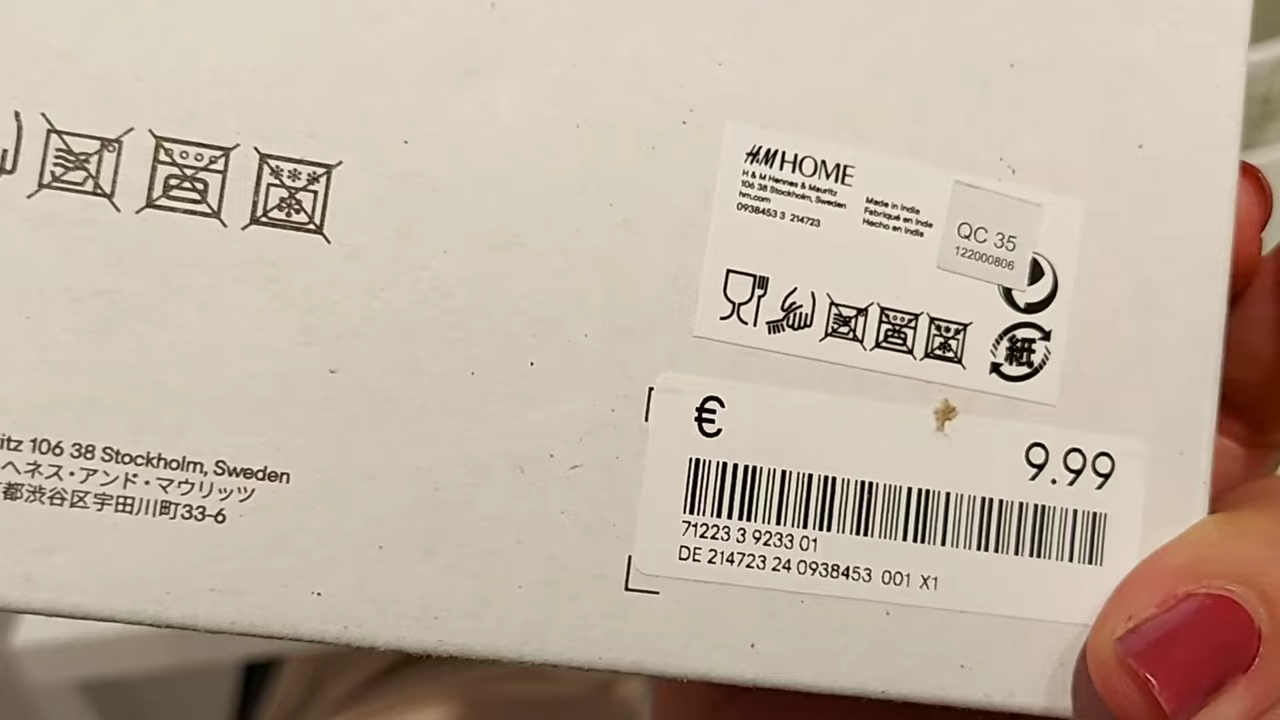 H&M HOME
H & M Hennes & Mauritz
106 38 Stockholm, Sweden
hm.com
0938453 3 214723
Made in India
Fabriqué en Inde
Hecho en India
QC 35
122000806
紙
€
9.99
71223 3 9233 01
DE 214723 24 0938453 001 X1
itz 106 38 Stockholm, Sweden
ヘネス・アンド・マウリッツ
都渋谷区宇田川町33-6